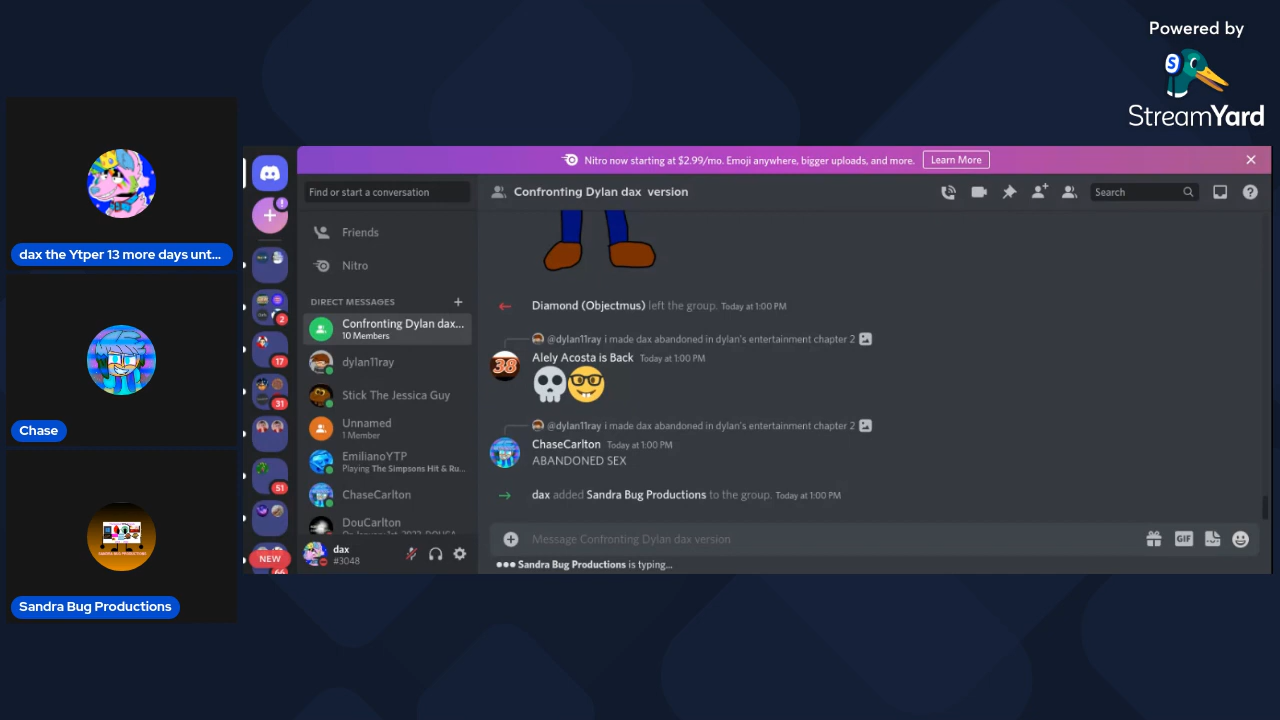 Powered by
StreamYard
dax the Ytper 13 more days unt...
Chase
Sandra Bug Productions
Nitro now starting at $2.99/mo. Emoji anywhere, bigger uploads, and more.
Learn More
Find or start a conversation
Friends
Nitro
DIRECT MESSAGES
Confronting Dylan dax...
10 Members
dylan11ray
Stick The Jessica Guy
Unnamed
1 Member
EmilianoYTP
Playing The Simpsons Hit & Ru...
ChaseCarlton
DouCarlton
dax
#3048
2
17
31
51
NEW
66
Confronting Dylan dax version
Search
Diamond (Objectmus) left the group. Today at 1:00 PM
@dylan11ray i made dax abandoned in dylan's entertainment chapter 2
38
Alely Acosta is Back Today at 1:00 PM
@dylan11ray i made dax abandoned in dylan's entertainment chapter 2
ChaseCarlton Today at 1:00 PM
ABANDONED SEX
dax added Sandra Bug Productions to the group. Today at 1:00 PM
Message Confronting Dylan dax version
GIF
Sandra Bug Productions is typing...